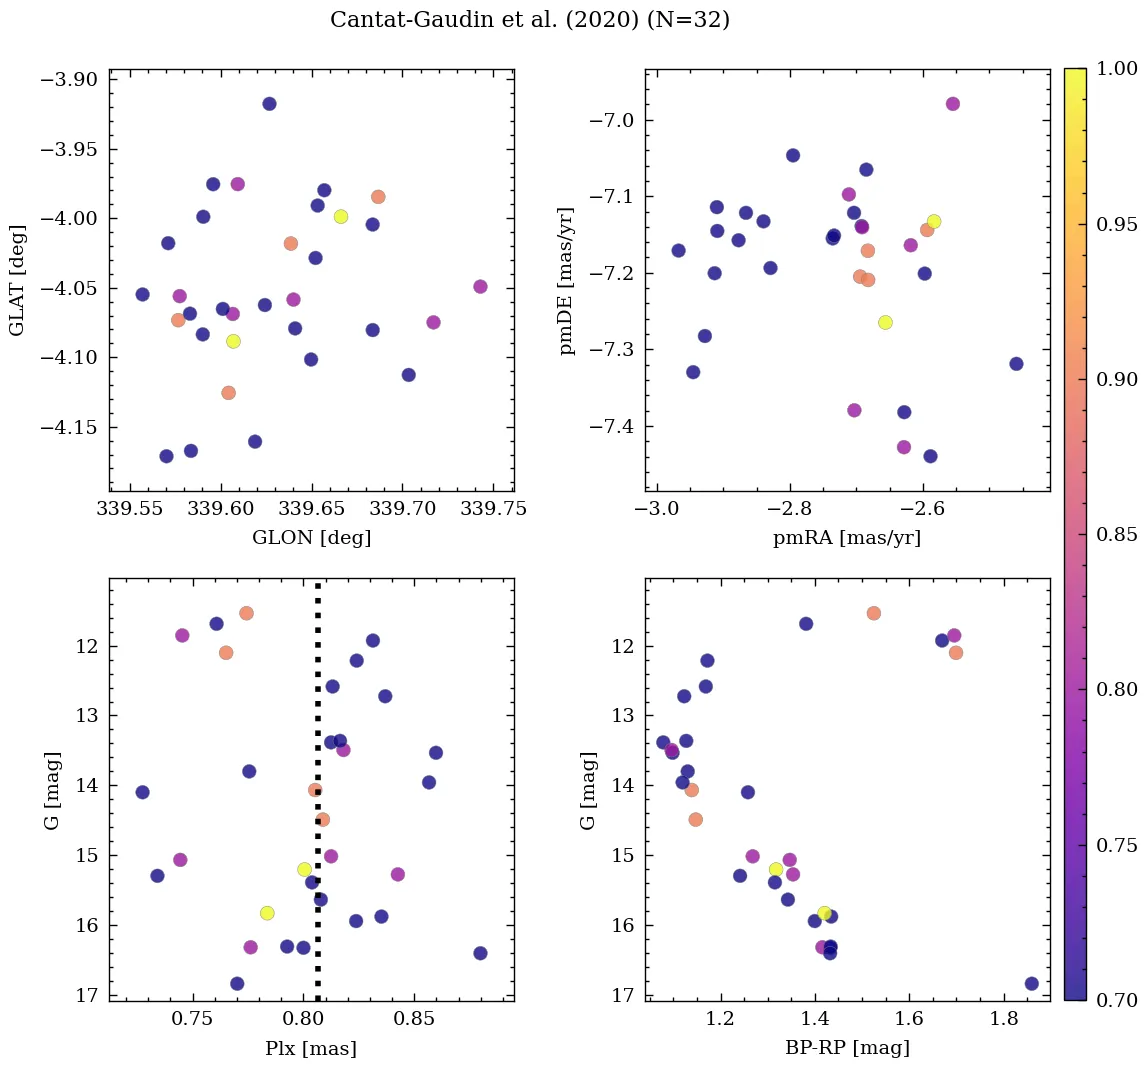 Cantat-Gaudin et al. (2020) (N=32)
−3.90
−3.95
−4.00
−4.05
−4.10
−4.15
GLAT [deg]
339.55 339.60 339.65 339.70 339.75
GLON [deg]
−7.0
−7.1
−7.2
−7.3
−7.4
pmDE [mas/yr]
−3.0 −2.8 −2.6
pmRA [mas/yr]
12
13
14
15
16
17
G [mag]
0.75 0.80 0.85
Plx [mas]
12
13
14
15
16
17
G [mag]
1.2 1.4 1.6 1.8
BP-RP [mag]
1.00
0.95
0.90
0.85
0.80
0.75
0.70